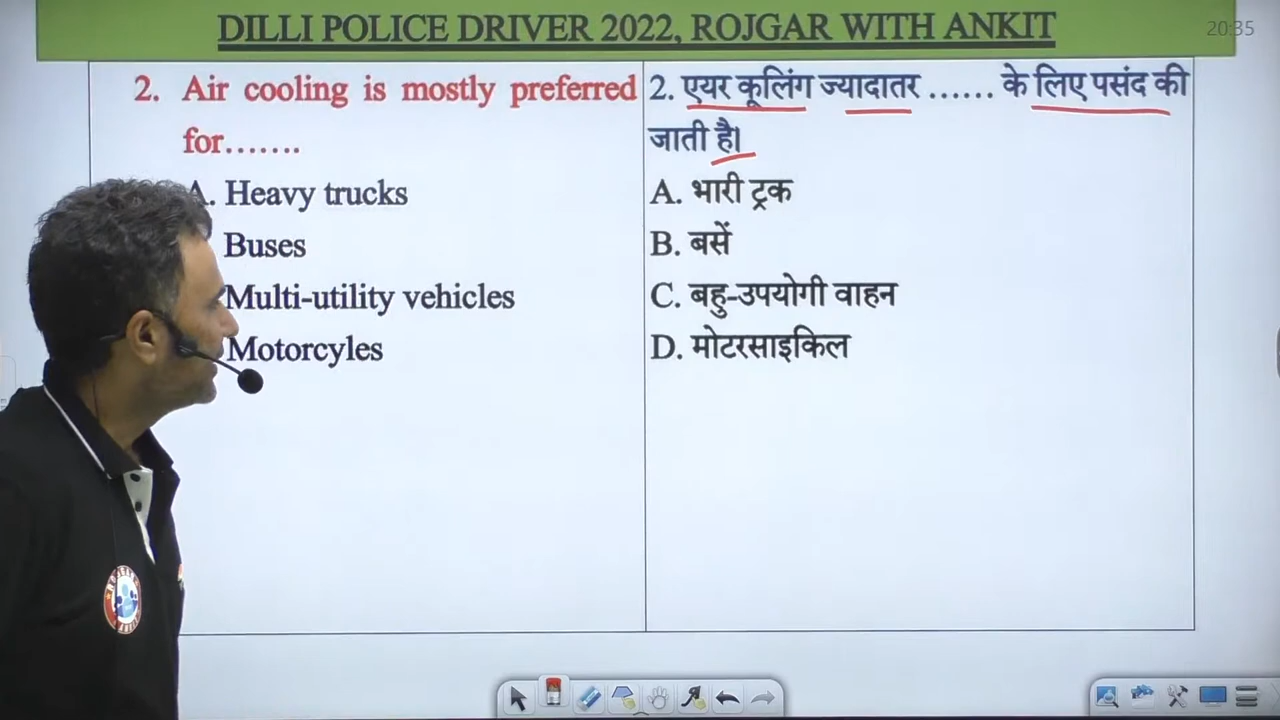 DILLI POLICE DRIVER 2022, ROJGAR WITH ANKIT
20:35
2. Air cooling is mostly preferred
for.......
A. Heavy trucks
Buses
Multi-utility vehicles
Motorcyles
2. एयर कूलिंग ज्यादातर ...... के लिए पसंद की
जाती है।
A. भारी ट्रक
B. बसें
C. बहु-उपयोगी वाहन
D. मोटरसाइकिल